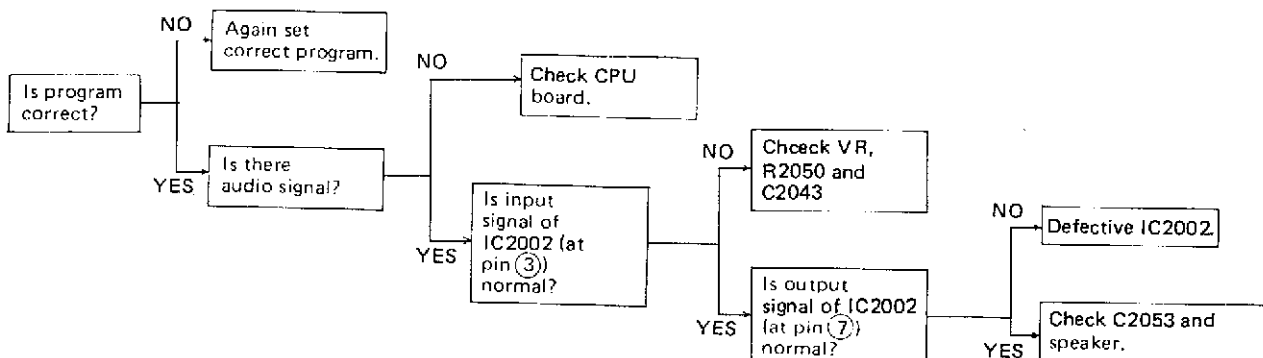 NO
Again set
correct program.
Is program
correct?
YES
Is there
audio signal?
NO
Check CPU
board.
YES
Is input
signal of
IC2002 (at
pin ③)
normal?
NO
Chceck VR,
R2050 and
C2043
YES
Is output
signal of IC2002
(at pin ⑦)
normal?
NO
Defective IC2002.
YES
Check C2053 and
speaker.